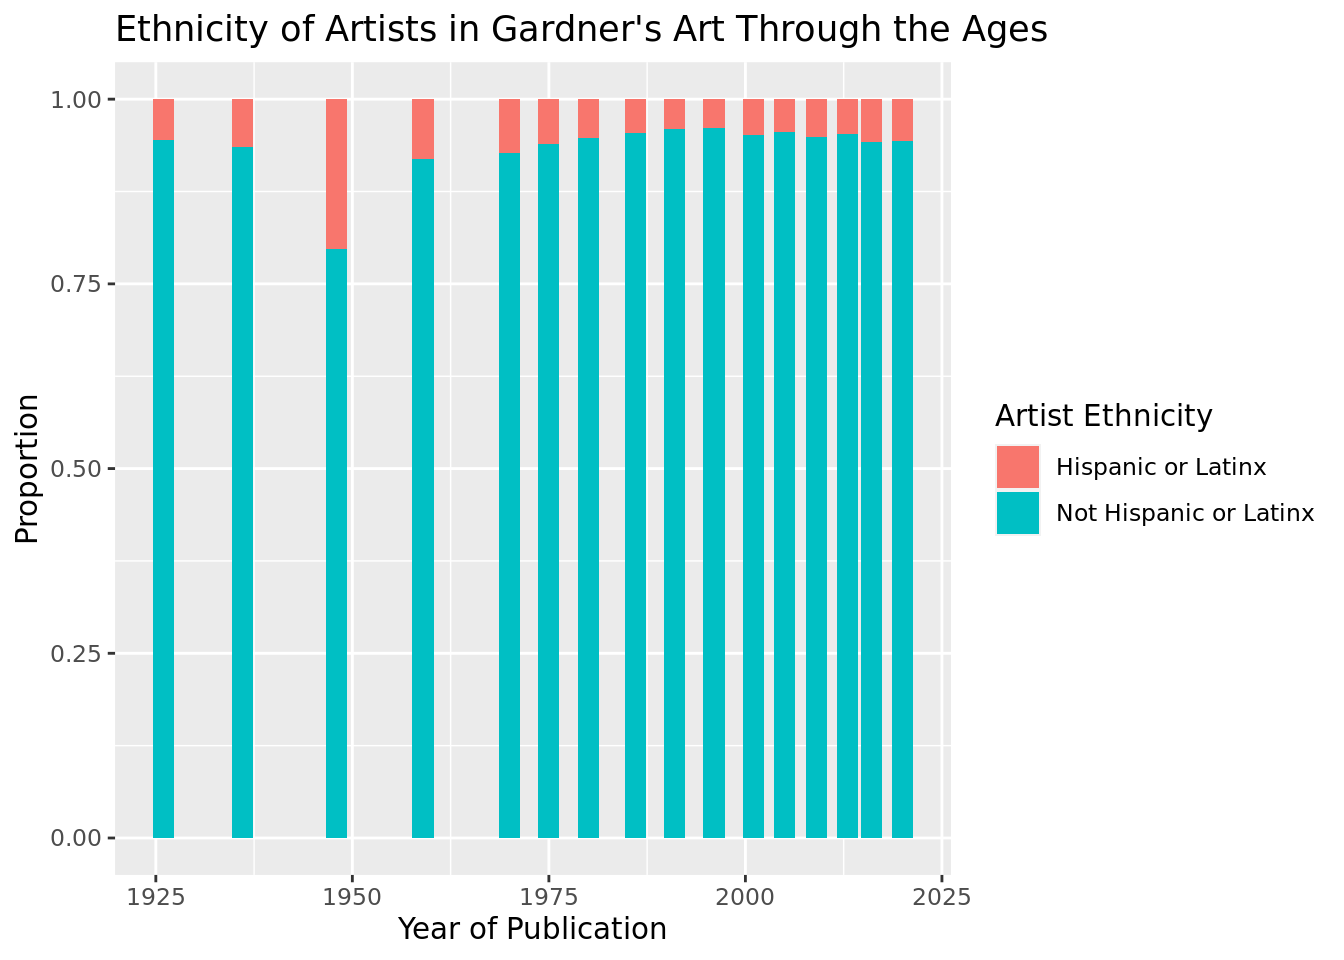 Ethnicity of Artists in Gardner's Art Through the Ages
1.00
0.75
0.50
0.25
0.00
Proportion
1925 1950 1975 2000 2025
Year of Publication
Artist Ethnicity
Hispanic or Latinx
Not Hispanic or Latinx